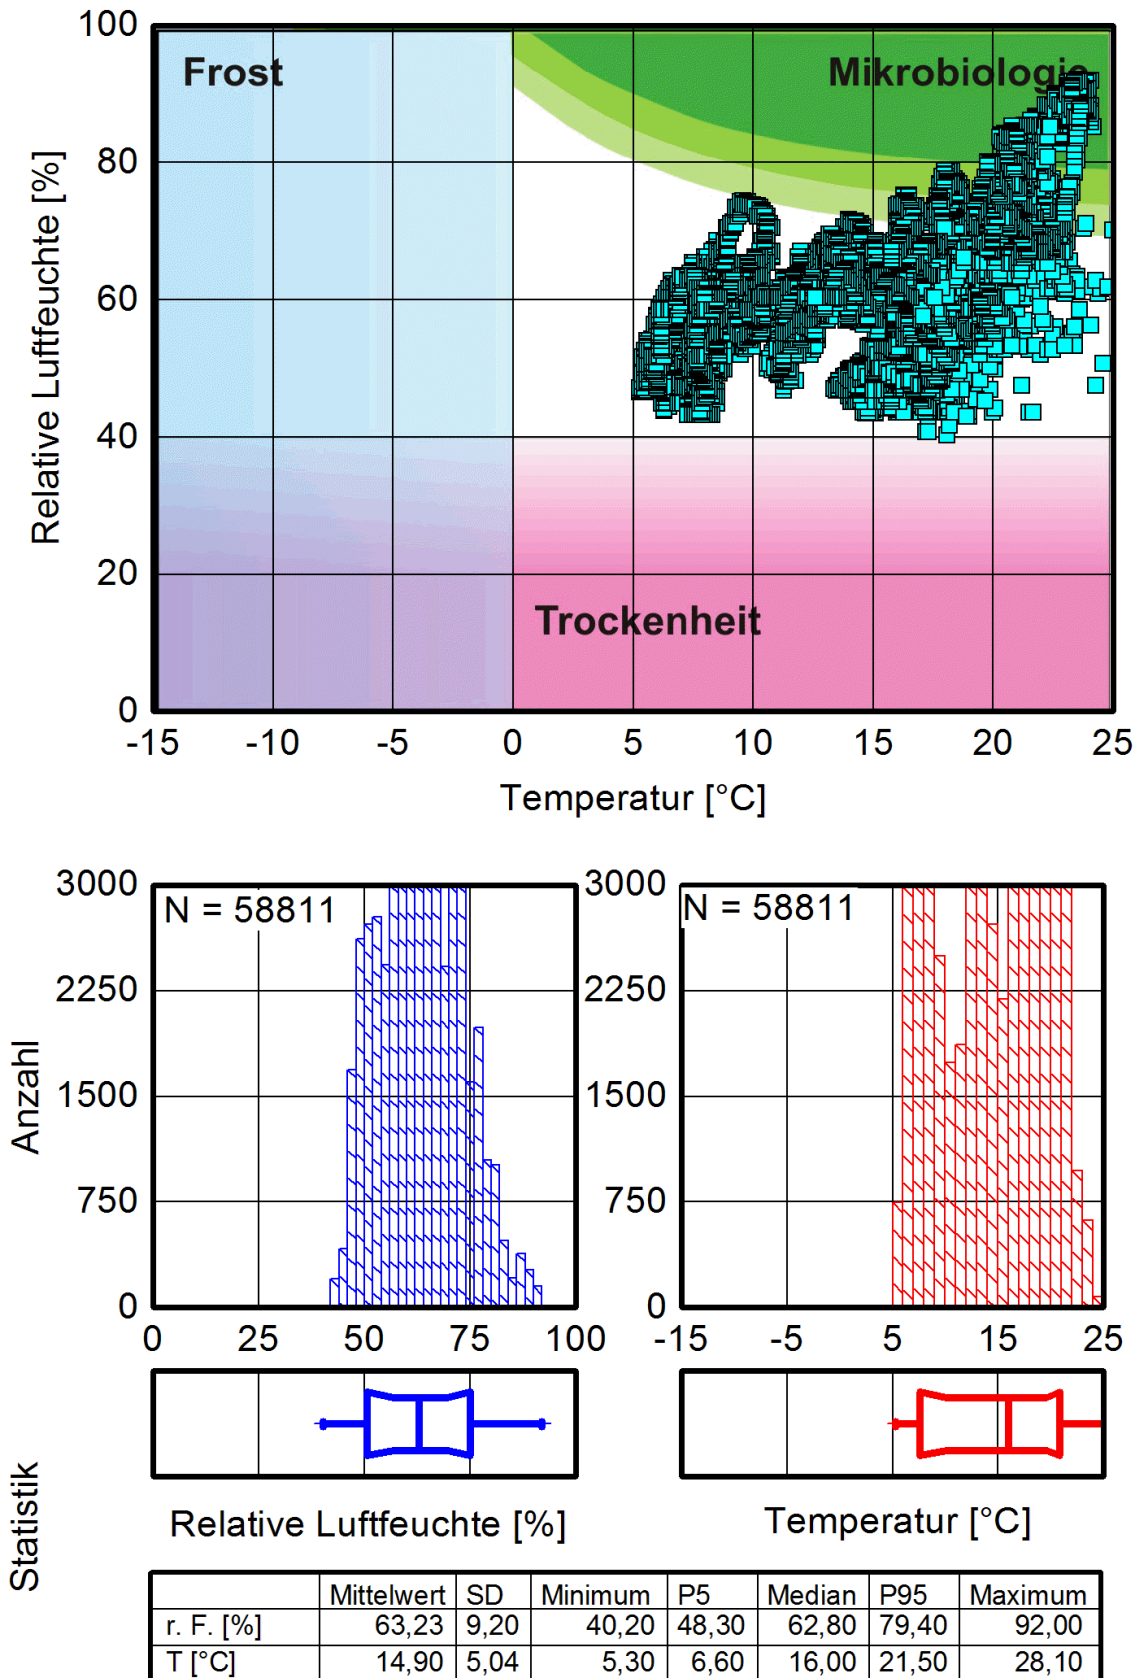 100
80
60
40
20
0
Relative Luftfeuchte [%]
Frost
Mikrobiologie
Trockenheit
-15 -10 -5 0 5 10 15 20 25
Temperatur [°C]
Anzahl
3000
2250
1500
750
0
N = 58811
0 25 50 75 100
3000
2250
1500
750
0
N = 58811
-15 -5 5 15 25
Statistik
Relative Luftfeuchte [%]
Temperatur [°C]
Mittelwert SD Minimum P5 Median P95 Maximum
r. F. [%] 63,23 9,20 40,20 48,30 62,80 79,40 92,00
T [°C] 14,90 5,04 5,30 6,60 16,00 21,50 28,10